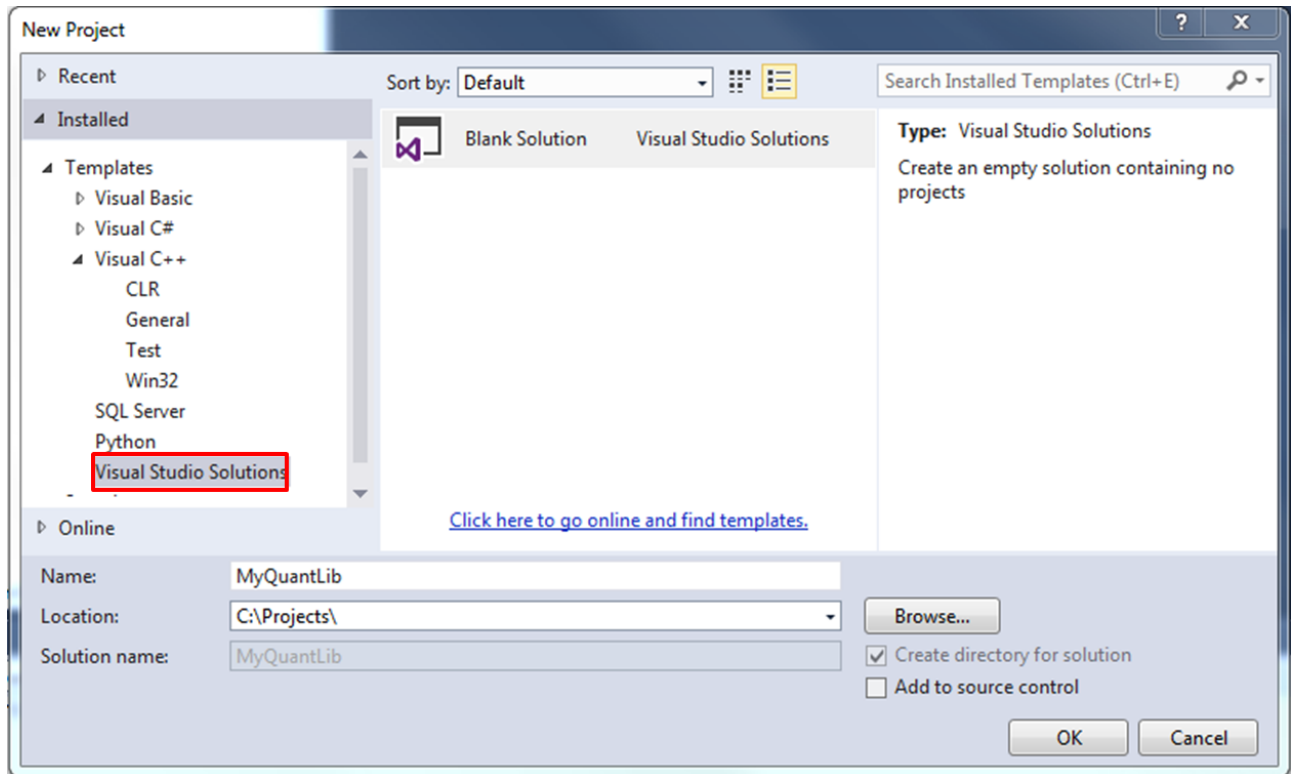 New Project
?
X
Recent
Installed
Templates
Visual Basic
Visual C#
Visual C++
CLR
General
Test
Win32
SQL Server
Python
Visual Studio Solutions
Online
Sort by: Default
Blank Solution Visual Studio Solutions
Click here to go online and find templates.
Search Installed Templates (Ctrl+E)
Type: Visual Studio Solutions
Create an empty solution containing no
projects
Name: MyQuantLib
Location: C:\Projects\ Browse...
Solution name: MyQuantLib Create directory for solution
Add to source control
OK Cancel